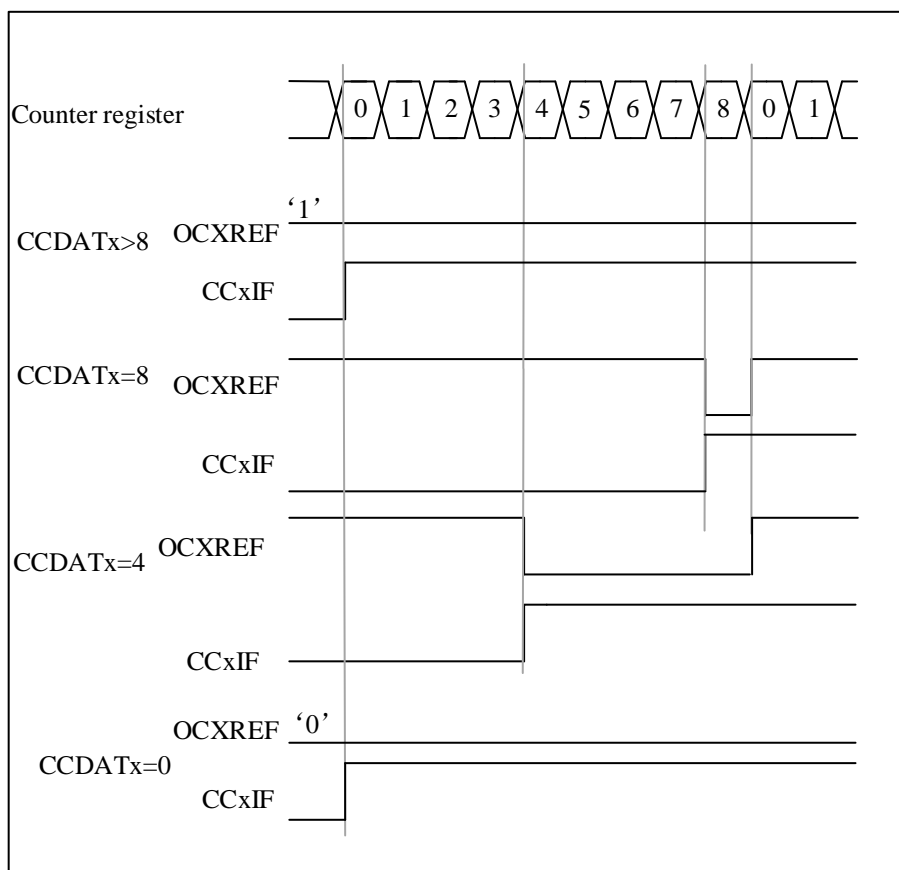 Counter register 0 1 2 3 4 5 6 7 8 0 1
‘1’
CCDATx>8 OCXREF
CCxIF
CCDATx=8 OCXREF
CCxIF
CCDATx=4 OCXREF
CCxIF
OCXREF ‘0’
CCDATx=0
CCxIF